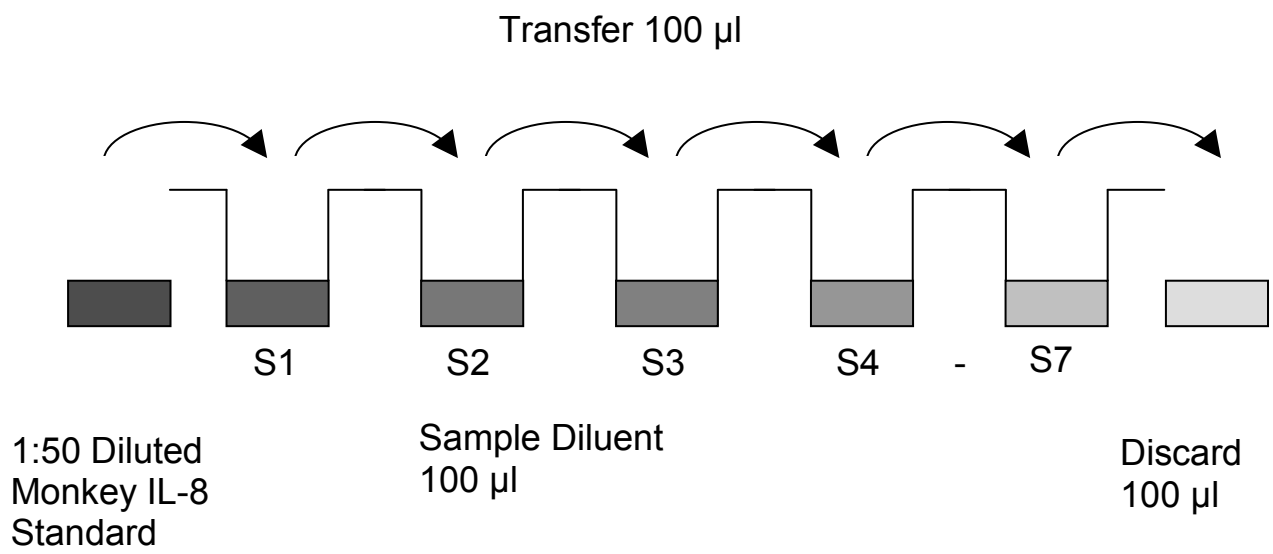 Transfer 100 µl
S1 S2 S3 S4 - S7
1:50 Diluted
Monkey IL-8
Standard
Sample Diluent
100 µl
Discard
100 µl